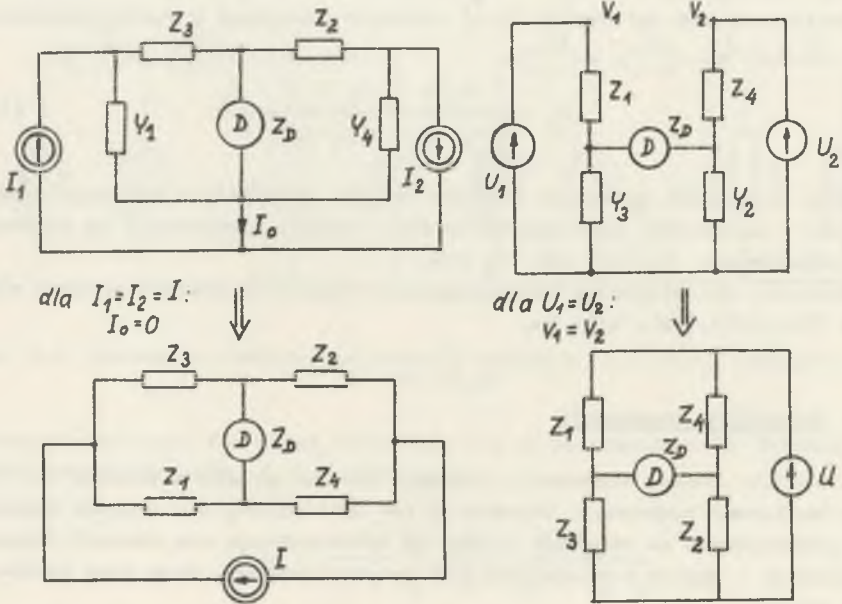 Z3 Z2
Y1 D ZD Y4
I1 I2
I0
dla I1=I2=I:
I0=0
Z3 Z2
D ZD
Z1 Z4
I
V1 V2
Z1 Z4
ZD
D
U1 U2
Y3 Y2
dla U1=U2:
V1=V2
Z1 Z4
ZD
D U
Z3 Z2